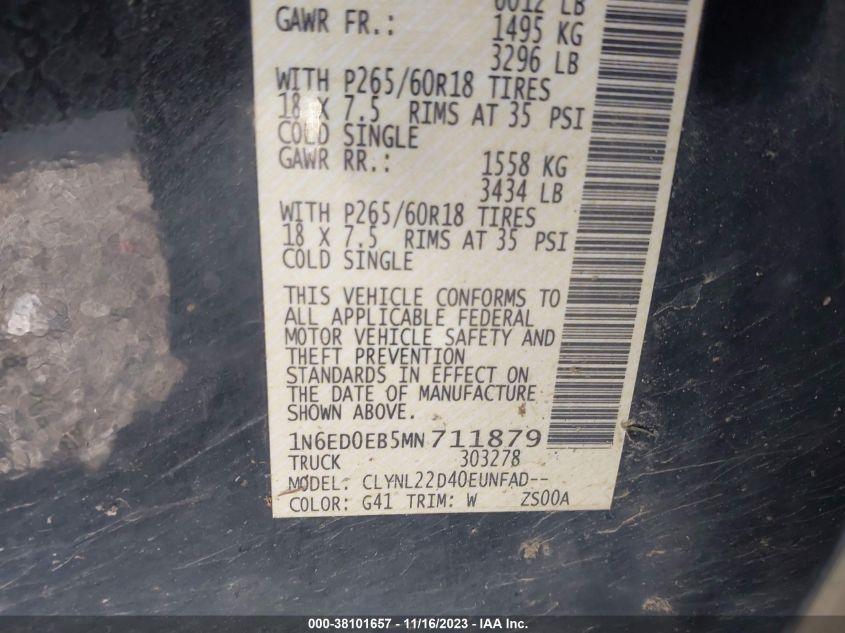 6012 LB
GAWR FR.: 1495 KG
3296 LB
WITH P265/60R18 TIRES
18 X 7.5 RIMS AT 35 PSI
COLD SINGLE
GAWR RR.: 1558 KG
3434 LB
WITH P265/60R18 TIRES
18 X 7.5 RIMS AT 35 PSI
COLD SINGLE
THIS VEHICLE CONFORMS TO
ALL APPLICABLE FEDERAL
MOTOR VEHICLE SAFETY AND
THEFT PREVENTION
STANDARDS IN EFFECT ON
THE DATE OF MANUFACTURE
SHOWN ABOVE.
1N6ED0EB5MN711879
TRUCK 303278
MODEL: CLYNL22D40EUNFAD--
COLOR: G41 TRIM: W ZS00A
000-38101657 - 11/16/2023 - IAA Inc.